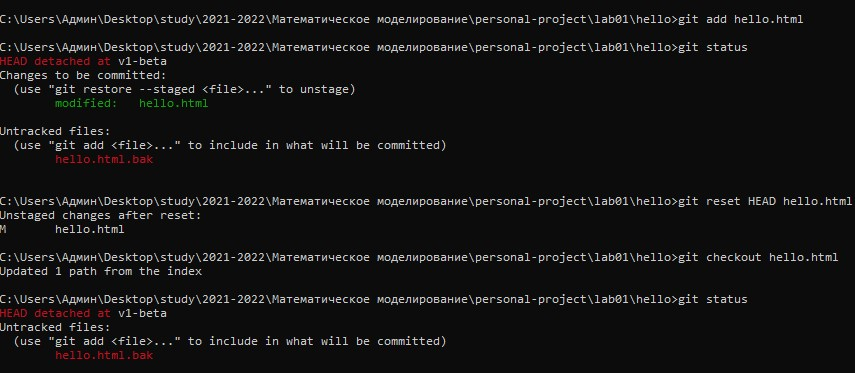 C:\Users\Админ\Desktop\study\2021-2022\Математическое моделирование\personal-project\lab01\hello>git add hello.html
C:\Users\Админ\Desktop\study\2021-2022\Математическое моделирование\personal-project\lab01\hello>git status
HEAD detached at v1-beta
Changes to be committed:
  (use "git restore --staged <file>..." to unstage)
        modified:   hello.html
Untracked files:
  (use "git add <file>..." to include in what will be committed)
        hello.html.bak
C:\Users\Админ\Desktop\study\2021-2022\Математическое моделирование\personal-project\lab01\hello>git reset HEAD hello.html
Unstaged changes after reset:
M       hello.html
C:\Users\Админ\Desktop\study\2021-2022\Математическое моделирование\personal-project\lab01\hello>git checkout hello.html
Updated 1 path from the index
C:\Users\Админ\Desktop\study\2021-2022\Математическое моделирование\personal-project\lab01\hello>git status
HEAD detached at v1-beta
Untracked files:
  (use "git add <file>..." to include in what will be committed)
        hello.html.bak